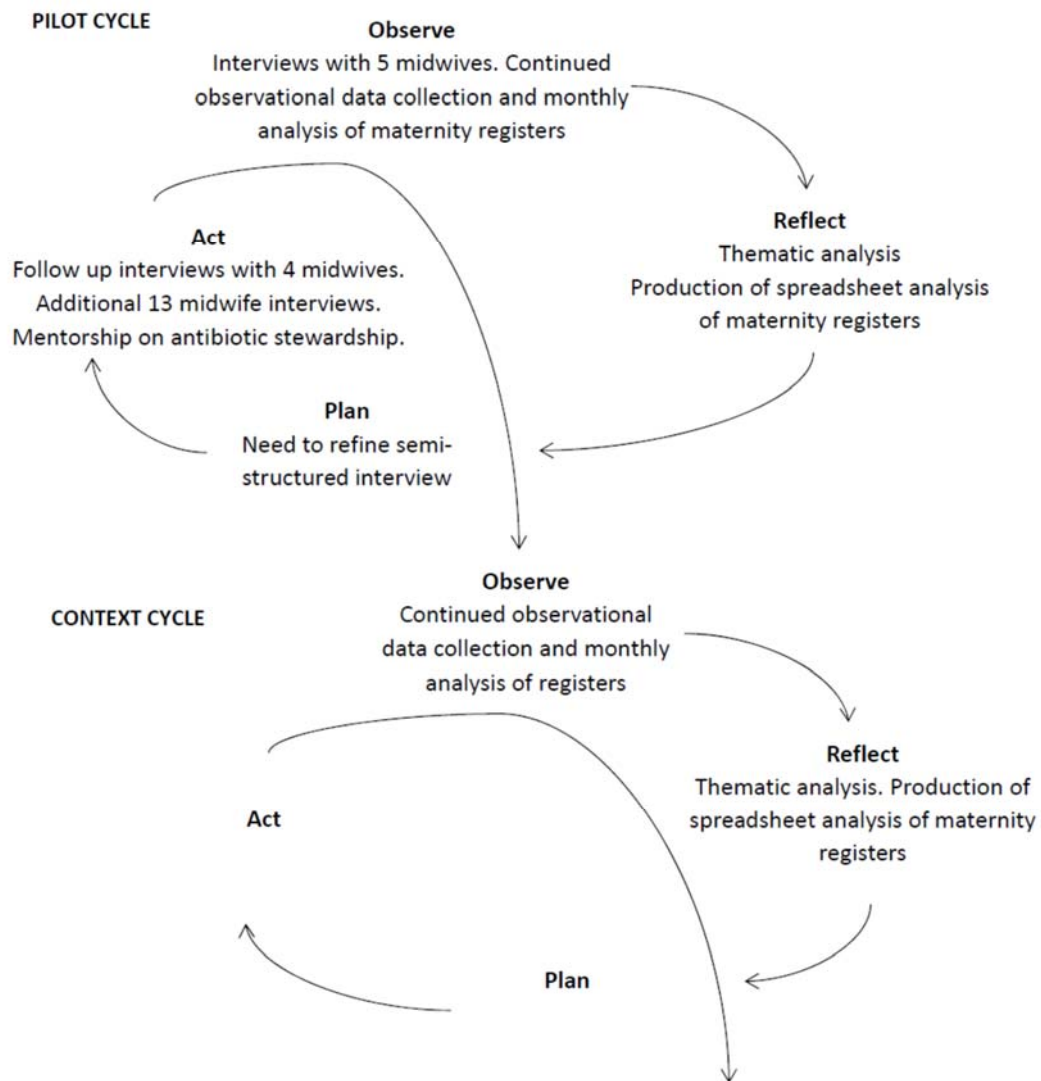 PILOT CYCLE
Observe
Interviews with 5 midwives. Continued
observational data collection and monthly
analysis of maternity registers
Reflect
Thematic analysis
Production of spreadsheet analysis
of maternity registers
Act
Follow up interviews with 4 midwives.
Additional 13 midwife interviews.
Mentorship on antibiotic stewardship.
Plan
Need to refine semi-
structured interview
CONTEXT CYCLE
Observe
Continued observational
data collection and monthly
analysis of registers
Reflect
Thematic analysis. Production of
spreadsheet analysis of maternity
registers
Act
Plan